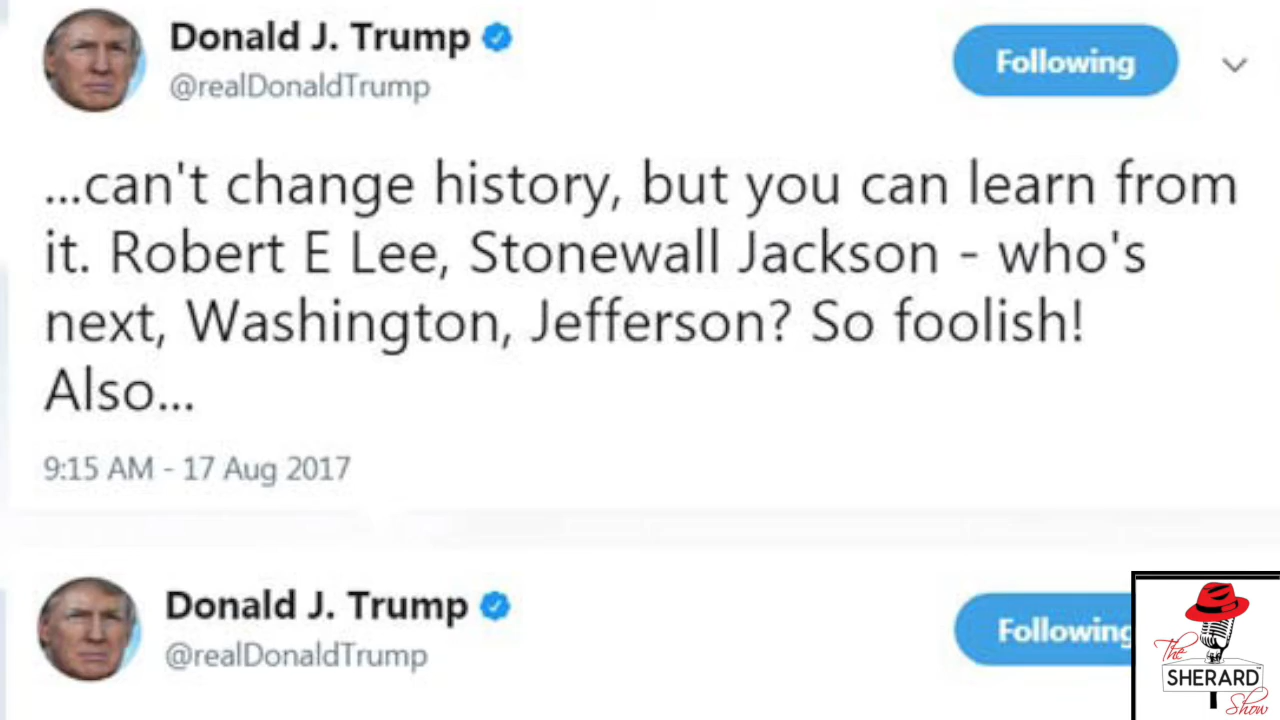 Donald J. Trump
Following
@realDonaldTrump
...can't change history, but you can learn from
it. Robert E Lee, Stonewall Jackson - who's
next, Washington, Jefferson? So foolish!
Also...
9:15 AM - 17 Aug 2017
Donald J. Trump
Following
@realDonaldTrump
The
SHERARD
Show